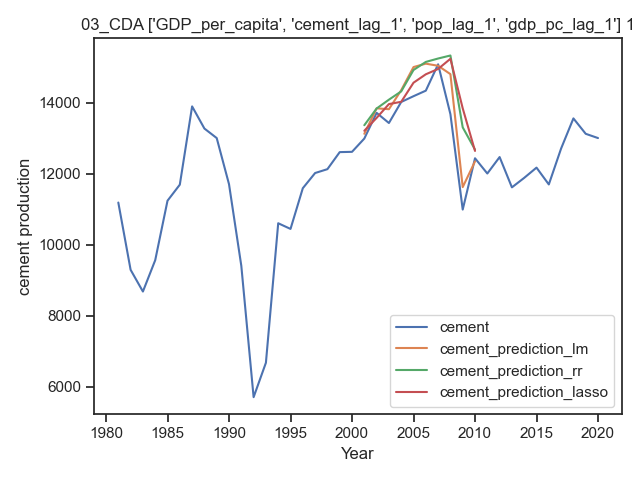 03_CDA ['GDP_per_capita', 'cement_lag_1', 'pop_lag_1', 'gdp_pc_lag_1'] 1
14000
12000
10000
8000
6000
cement production
cement
cement_prediction_lm
cement_prediction_rr
cement_prediction_lasso
1980 1985 1990 1995 2000 2005 2010 2015 2020
Year